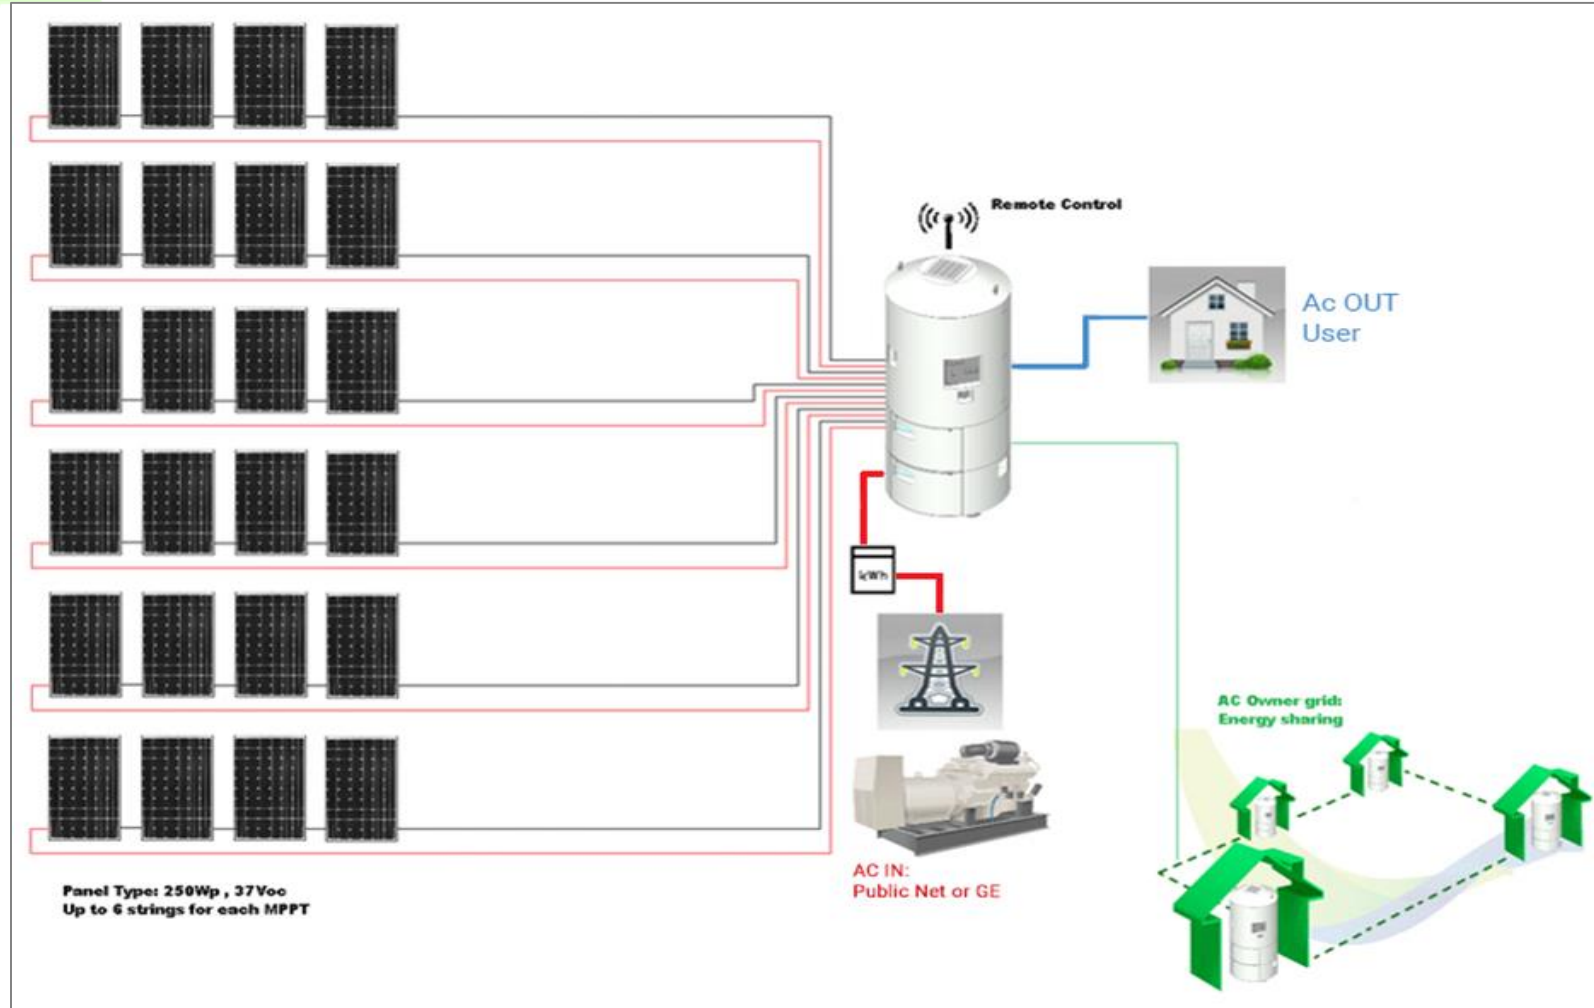 Remote Control
Ac OUT
User
kWh
AC Owner grid:
Energy sharing
AC IN:
Public Net or GE
Panel Type: 250Wp , 37Voc
Up to 6 strings for each MPPT